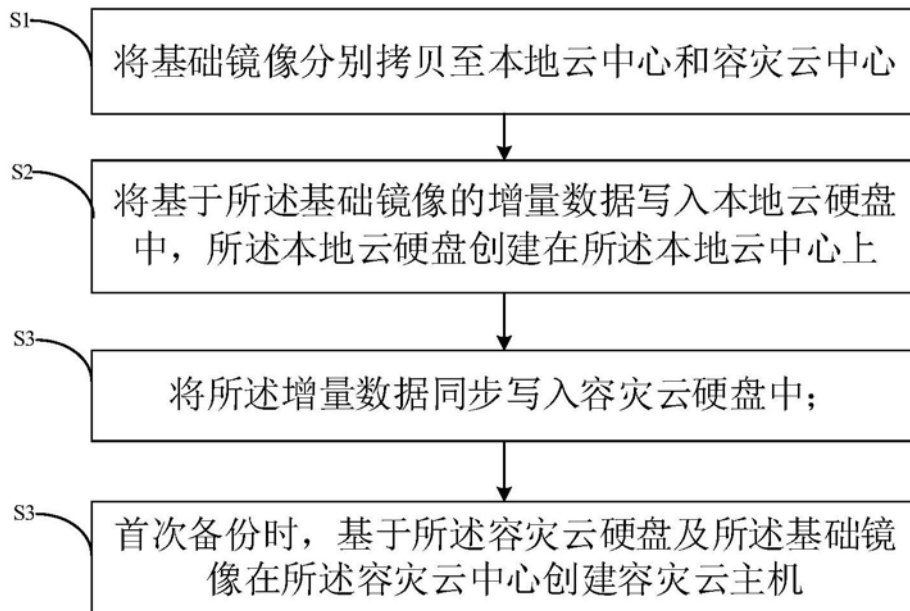 S1
将基础镜像分别拷贝至本地云中心和容灾云中心
S2
将基于所述基础镜像的增量数据写入本地云硬盘
中，所述本地云硬盘创建在所述本地云中心上
S3
将所述增量数据同步写入容灾云硬盘中；
S3
首次备份时，基于所述容灾云硬盘及所述基础镜
像在所述容灾云中心创建容灾云主机